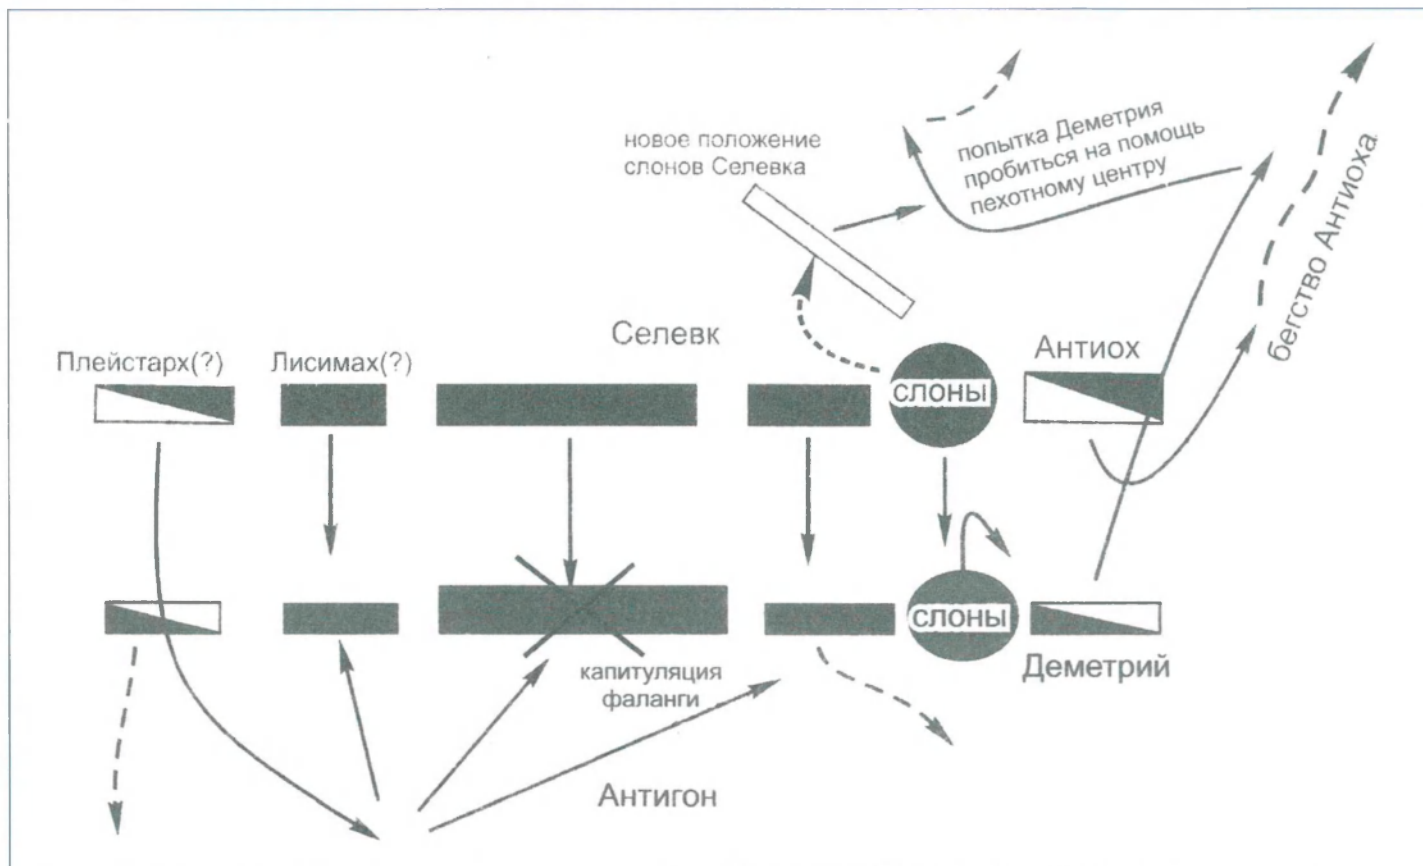 новое положение
слонов Селевка
попытка Деметрия
пробиться на помощь
пехотному центру
бегство Антиоха
Селевк
Антиох
Плейстарх(?)
Лисимах(?)
слоны
слоны
Деметрий
капитуляция
фаланги
Антигон